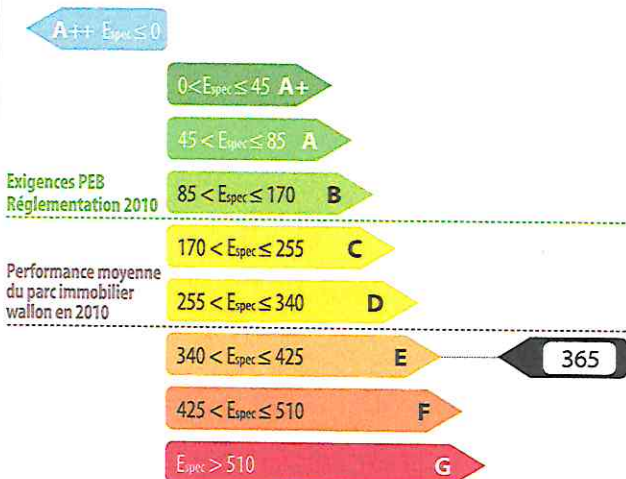 A++ Espec ≤ 0
0 < Espec ≤ 45 A+
45 < Espec ≤ 85 A
Exigences PEB
Réglementation 2010
85 < Espec ≤ 170 B
170 < Espec ≤ 255 C
Performance moyenne
du parc immobilier
wallon en 2010
255 < Espec ≤ 340 D
340 < Espec ≤ 425 E
365
425 < Espec ≤ 510 F
Espec > 510 G